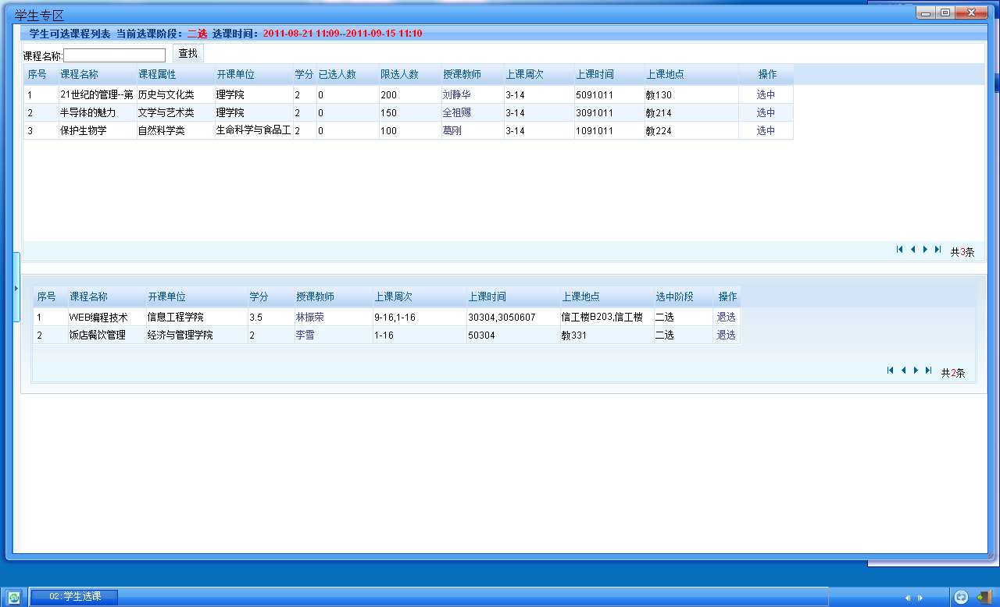 学生专区
学生可选课程列表 当前选课阶段：二选 选课时间：2011-08-21 11:09--2011-09-15 11:10
课程名称: 查找
序号 课程名称 课程属性 开课单位 学分 已选人数 限选人数 授课教师 上课周次 上课时间 上课地点 操作
1 21世纪的管理--第 历史与文化类 理学院 2 0 200 刘静华 3-14 5091011 教130 选中
2 半导体的魅力 文学与艺术类 理学院 2 0 150 全祖赐 3-14 3091011 教214 选中
3 保护生物学 自然科学类 生命科学与食品工 2 0 100 葛刚 3-14 1091011 教224 选中
共3条
序号 课程名称 开课单位 学分 授课教师 上课周次 上课时间 上课地点 选中阶段 操作
1 WEB编程技术 信息工程学院 3.5 林振荣 9-16,1-16 30304,3050607 信工楼B203,信工楼 二选 退选
2 饭店餐饮管理 经济与管理学院 2 李雪 1-16 50304 教331 二选 退选
共2条
02:学生选课